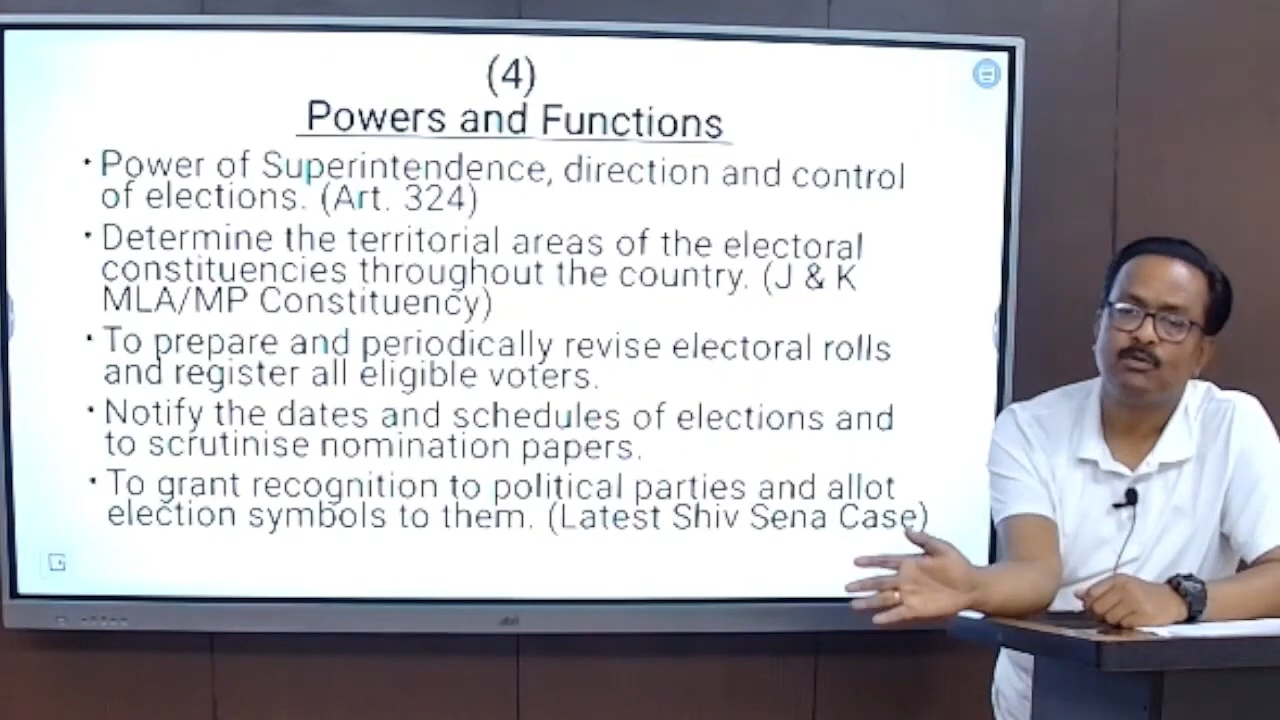 (4)
Powers and Functions
• Power of Superintendence, direction and control
of elections. (Art. 324)
• Determine the territorial areas of the electoral
constituencies throughout the country. (J & K
MLA/MP Constituency)
• To prepare and periodically revise electoral rolls
and register all eligible voters.
• Notify the dates and schedules of elections and
to scrutinise nomination papers.
• To grant recognition to political parties and allot
election symbols to them. (Latest Shiv Sena Case)